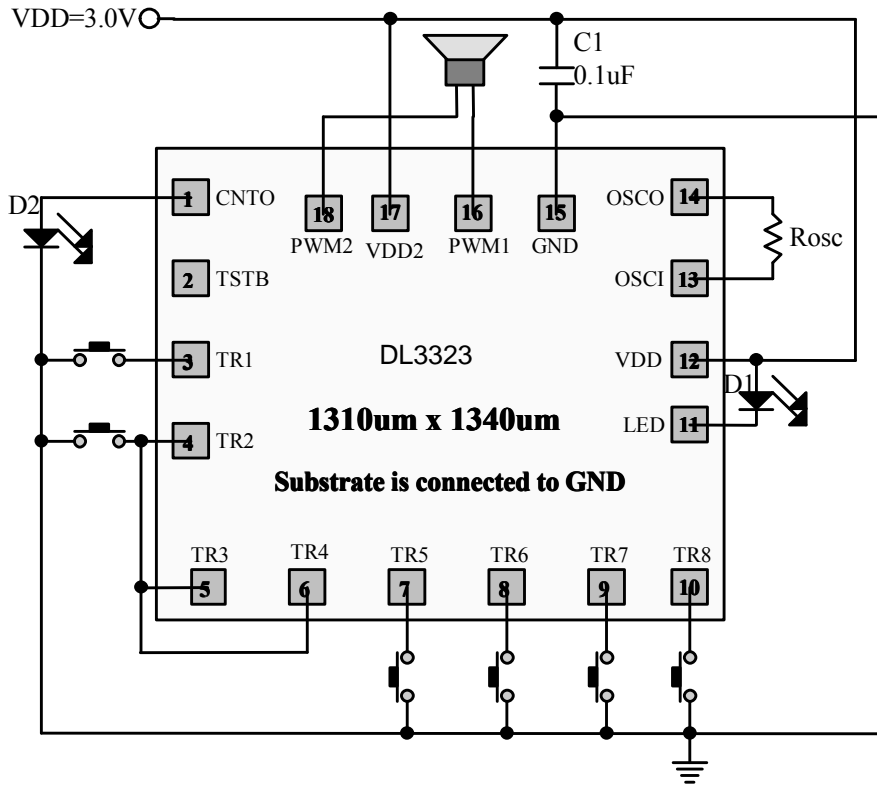 VDD=3.0V
C1
0.1uF
D2
1
CNTO
18
PWM2
17
VDD2
16
PWM1
15
GND
OSCO
14
Rosc
2
TSTB
OSCI
13
3
TR1
DL3323
VDD
12
D1
4
TR2
1310um x 1340um
LED
11
Substrate is connected to GND
TR3
TR4
TR5
TR6
TR7
TR8
5
6
7
8
9
10